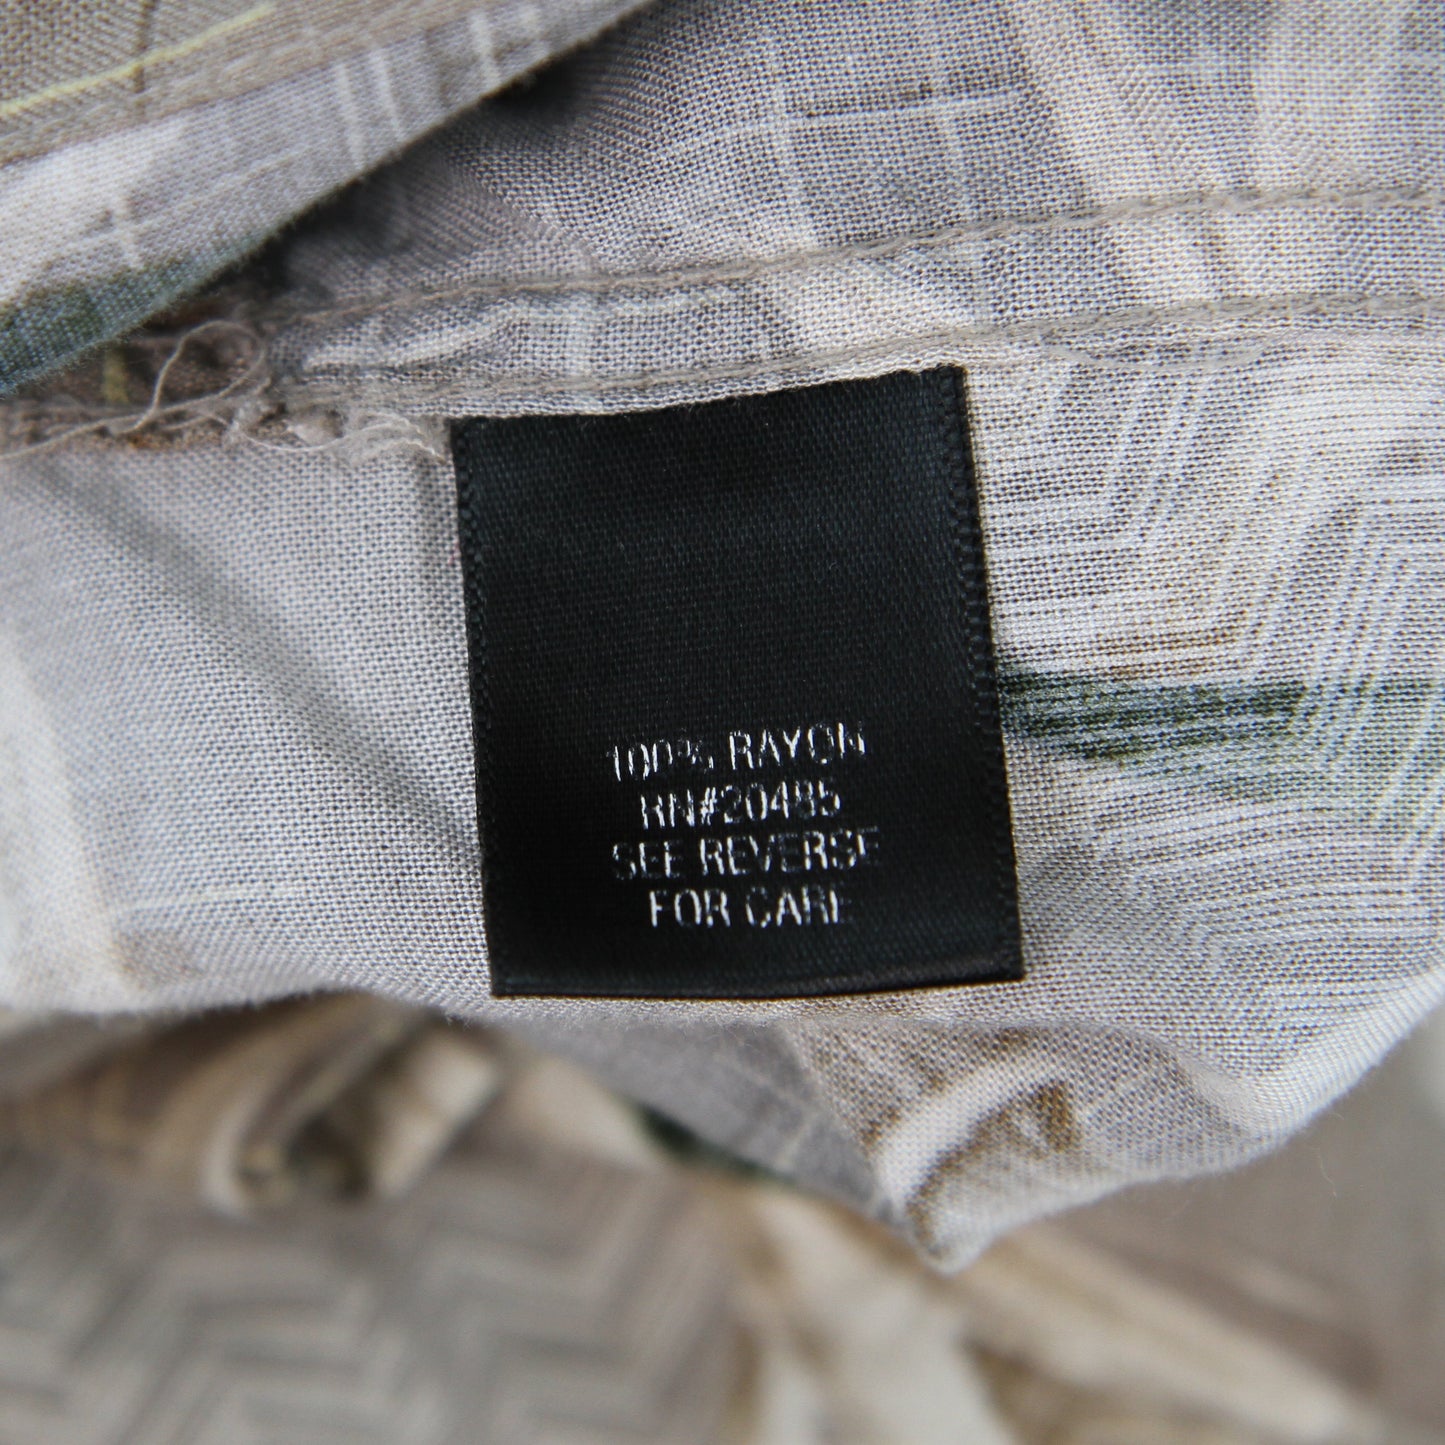 100% RAYON
RN#20485
SEE REVERSE
FOR CARE